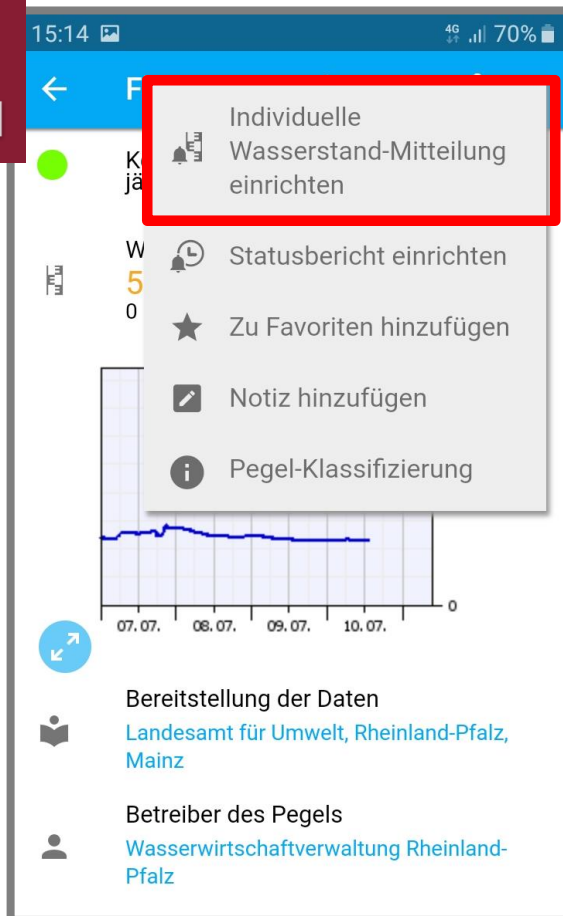 15:14 4G 70%
F
Individuelle
Wasserstand-Mitteilung
einrichten
jä
W
Statusbericht einrichten
5
0
Zu Favoriten hinzufügen
Notiz hinzufügen
Pegel-Klassifizierung
0
07.07. 08.07. 09.07. 10.07.
Bereitstellung der Daten
Landesamt für Umwelt, Rheinland-Pfalz,
Mainz
Betreiber des Pegels
Wasserwirtschaftverwaltung Rheinland-
Pfalz